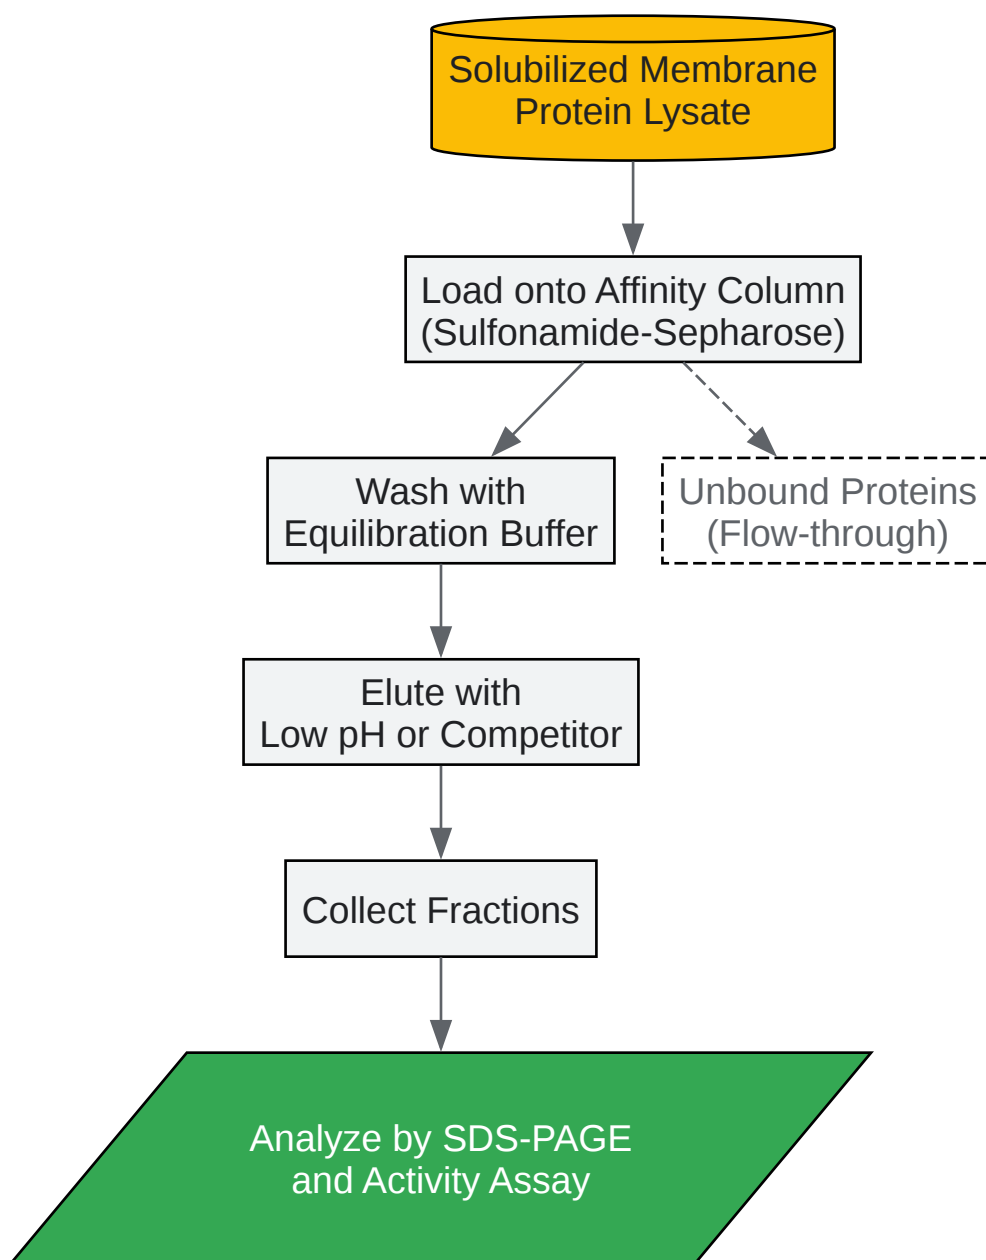 Solubilized Membrane
Protein Lysate
Load onto Affinity Column
(Sulfonamide-Sepharose)
Wash with
Equilibration Buffer
Unbound Proteins
(Flow-through)
Elute with
Low pH or Competitor
Collect Fractions
Analyze by SDS-PAGE
and Activity Assay